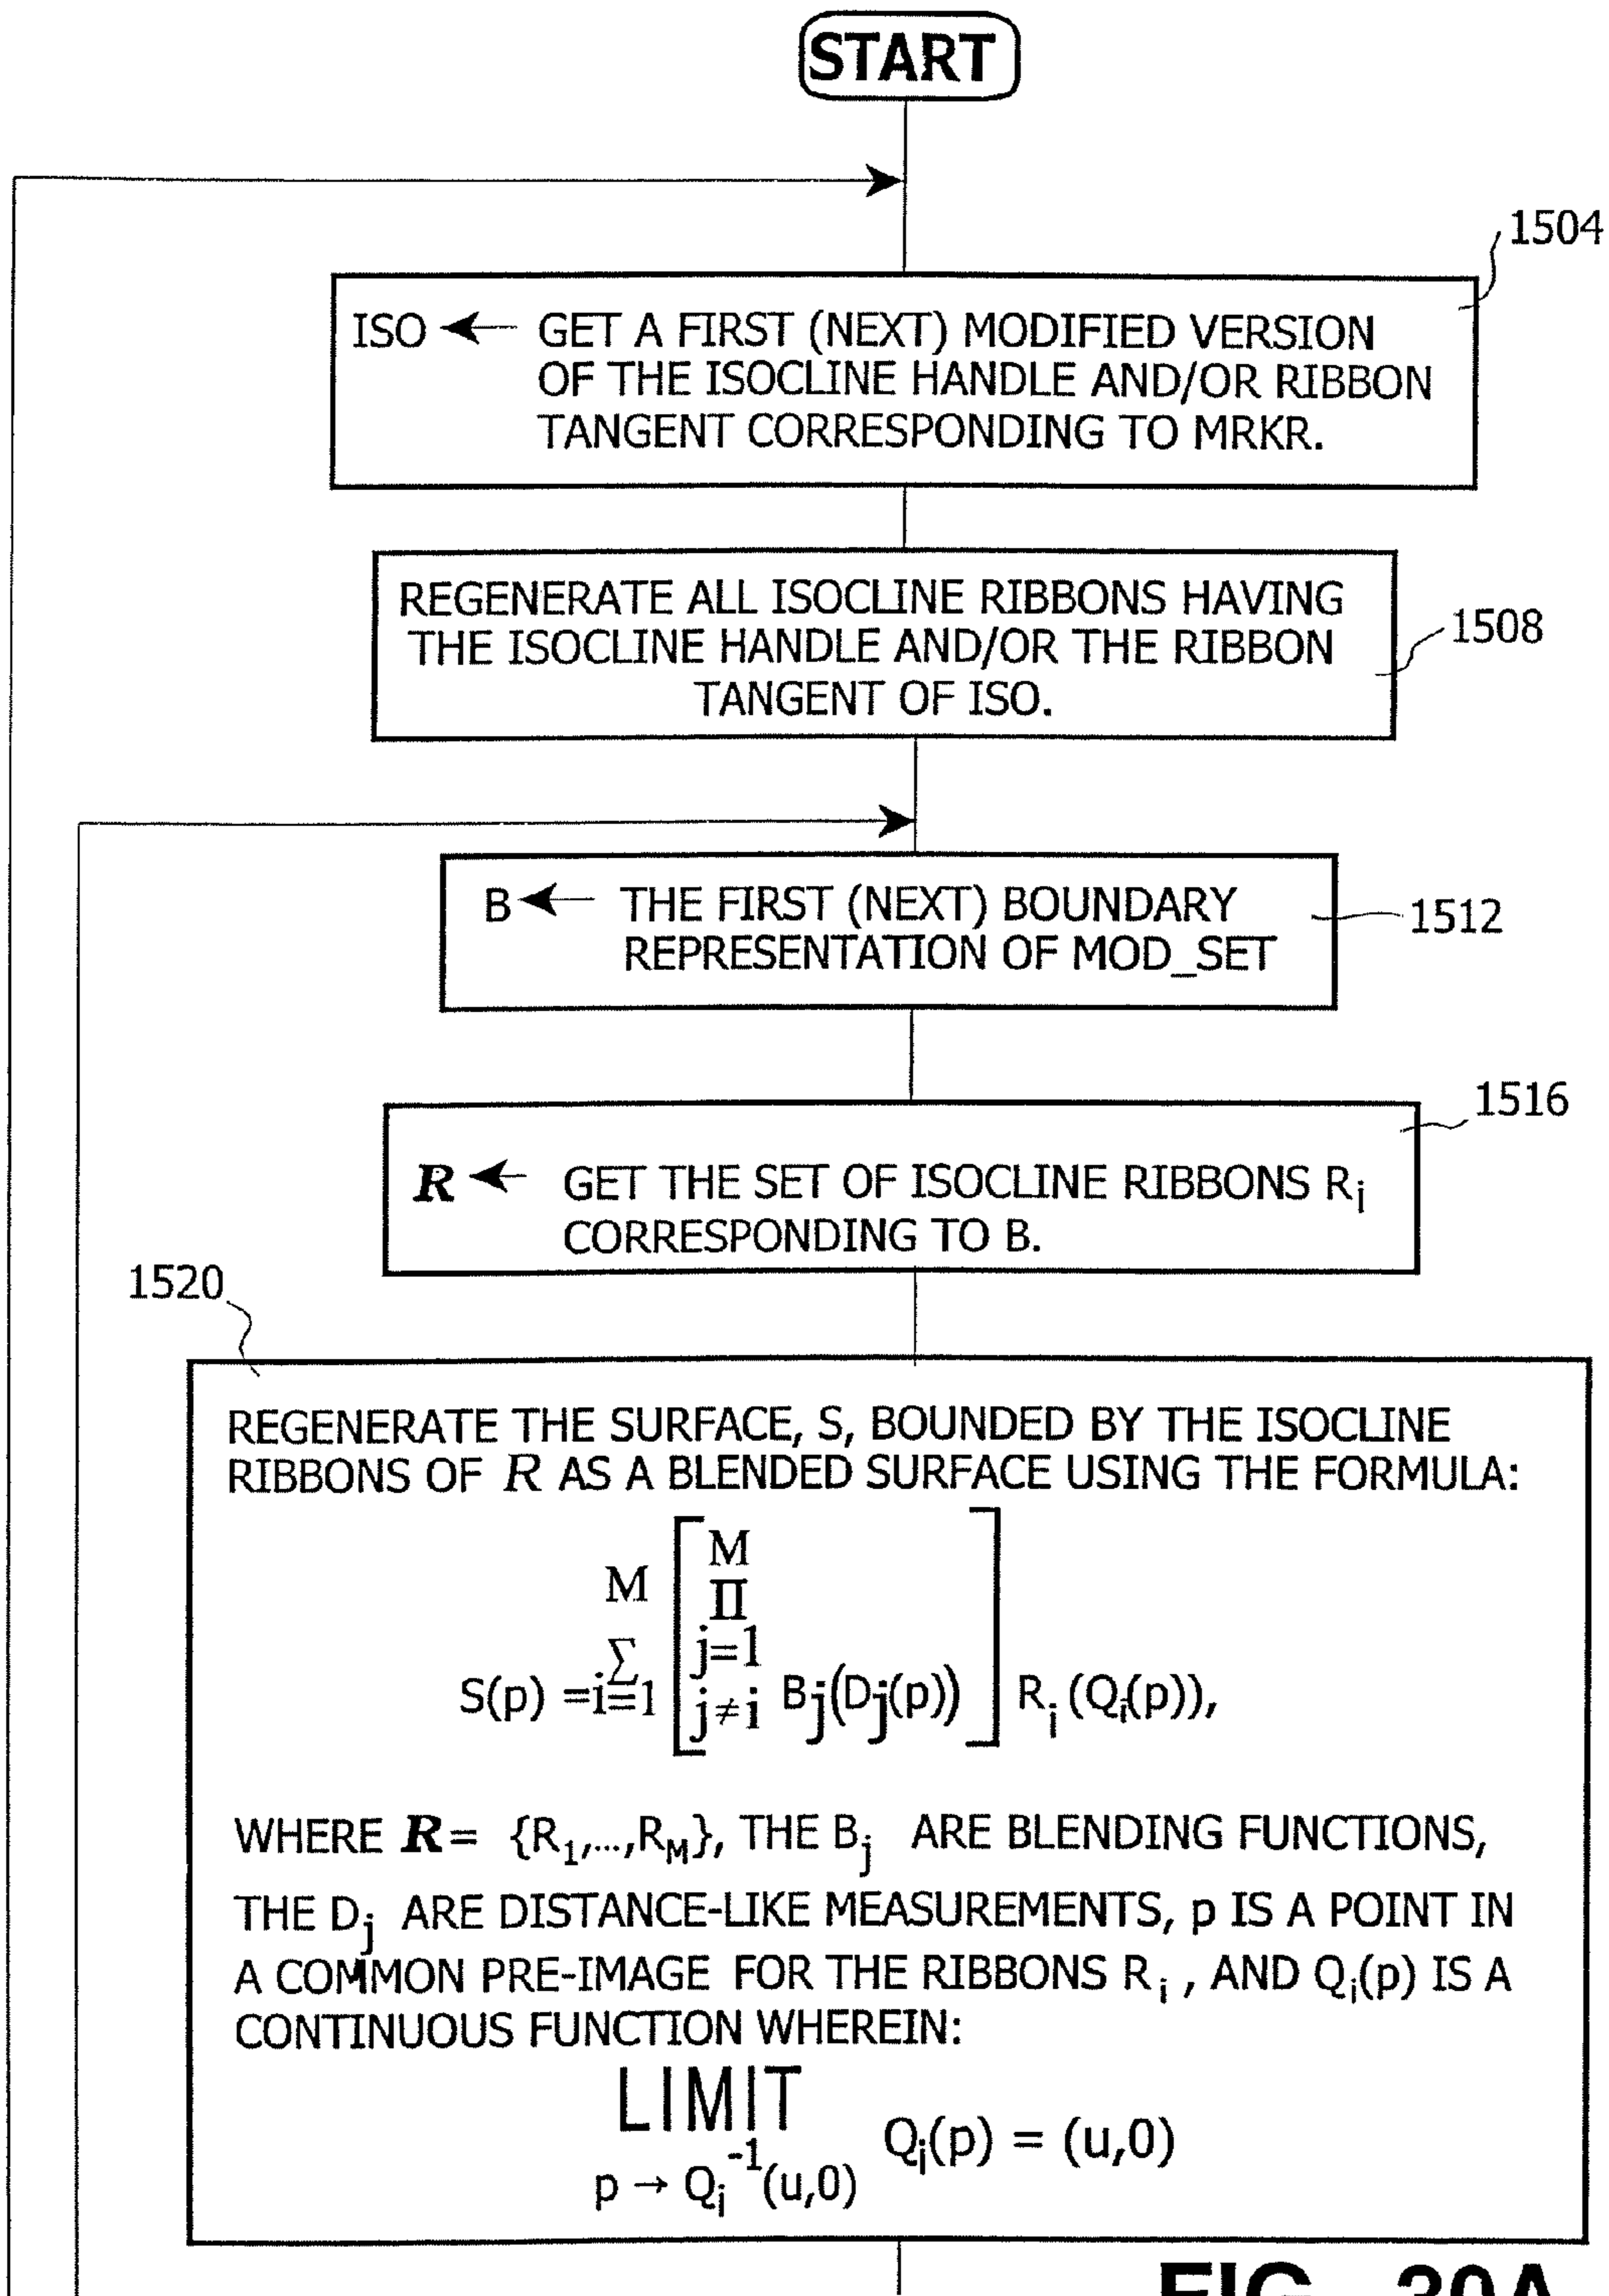 START
1504
ISO ← GET A FIRST (NEXT) MODIFIED VERSION
OF THE ISOCLINE HANDLE AND/OR RIBBON
TANGENT CORRESPONDING TO MRKR.
REGENERATE ALL ISOCLINE RIBBONS HAVING
THE ISOCLINE HANDLE AND/OR THE RIBBON
TANGENT OF ISO.
1508
B ← THE FIRST (NEXT) BOUNDARY
REPRESENTATION OF MOD_SET
1512
1516
R ← GET THE SET OF ISOCLINE RIBBONS Ri
CORRESPONDING TO B.
1520
REGENERATE THE SURFACE, S, BOUNDED BY THE ISOCLINE
RIBBONS OF R AS A BLENDED SURFACE USING THE FORMULA:
M
M
Π
Σ
j=1
S(p) = i=1 [ j≠i Bj(Dj(p)) ] Ri (Qi(p)),
WHERE R = {R1,...,RM}, THE Bj ARE BLENDING FUNCTIONS,
THE Dj ARE DISTANCE-LIKE MEASUREMENTS, p IS A POINT IN
A COMMON PRE-IMAGE FOR THE RIBBONS Ri , AND Qi(p) IS A
CONTINUOUS FUNCTION WHEREIN:
LIMIT
Qi(p) = (u,0)
p → Qi-1(u,0)
FIG. 30A